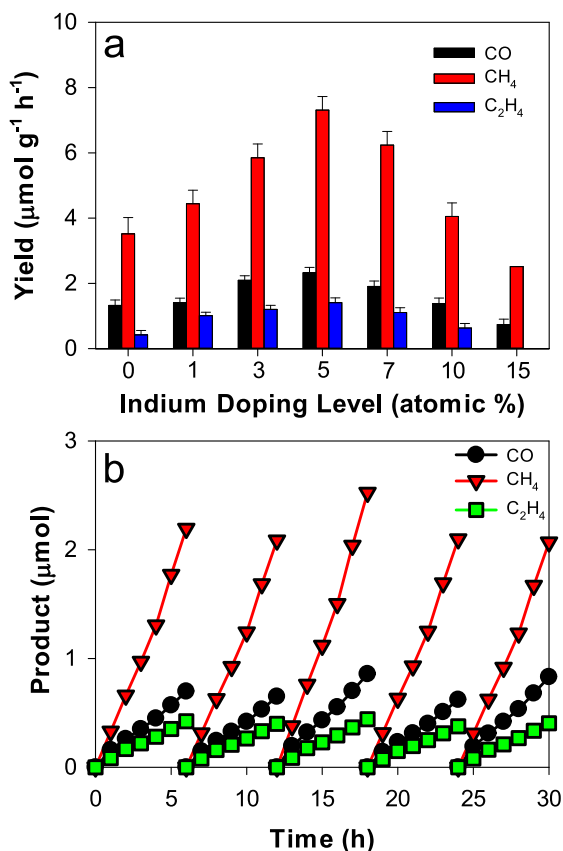 a
CO
CH₄
C₂H₄
10
8
6
4
2
0
Yield (μmol g⁻¹ h⁻¹)
0 1 3 5 7 10 15
Indium Doping Level (atomic %)
b
CO
CH₄
C₂H₄
3
2
1
0
Product (μmol)
0 5 10 15 20 25 30
Time (h)